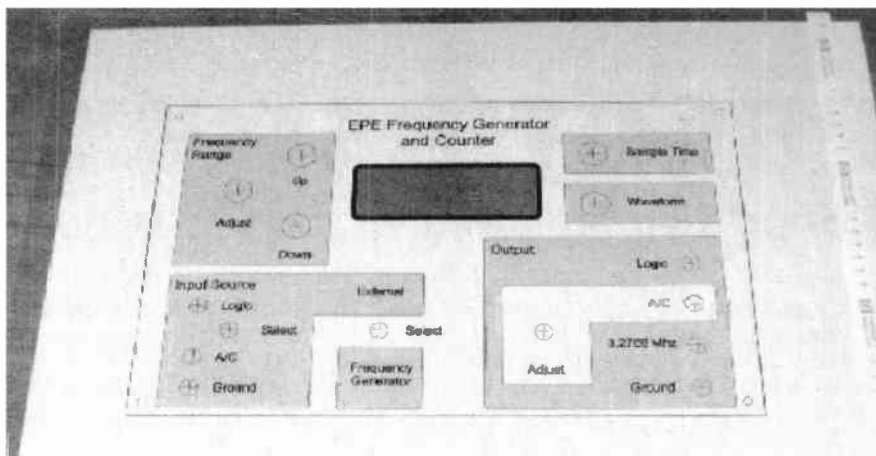 EPE Frequency Generator
and Counter
Frequency
Range
Up
Adjust
Down
Sample Time
Waveform
Input Source
Logic
Select
A/C
Ground
External
Select
Frequency
Generator
Output
Logic
A/C
Adjust
3.2768 Mhz
Ground